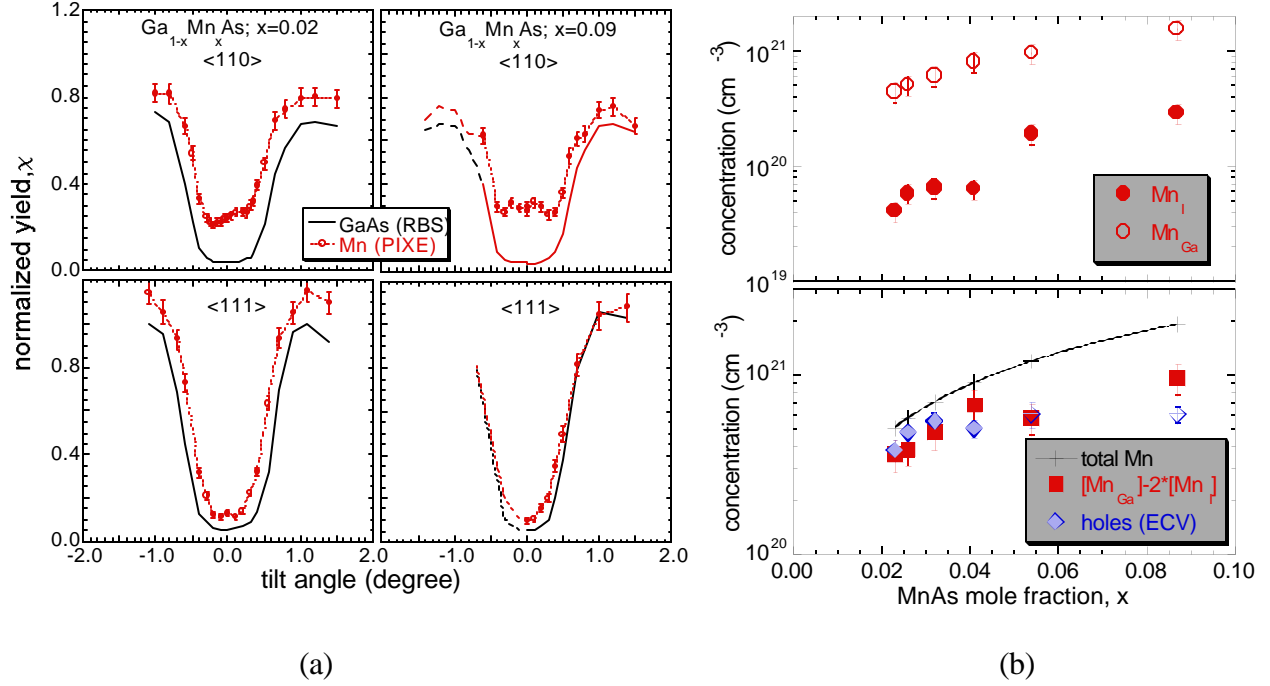 normalized yield,χ
1.2
0.8
0.4
0.0
Ga1-xMnxAs; x=0.02
<110>
Ga1-xMnxAs; x=0.09
<110>
GaAs (RBS)
Mn (PIXE)
0.8
0.4
0.0
<111>
<111>
-1.0 0.0 1.0 2.0 -1.0 0.0 1.0 2.0
tilt angle (degree)
(a)
concentration (cm-3)
10^21
10^20
10^19
MnI
MnGa
concentration (cm-3)
10^21
10^20
total Mn
[MnGa]-2*[MnI]
holes (ECV)
0.00 0.02 0.04 0.06 0.08 0.10
MnAs mole fraction, x
(b)